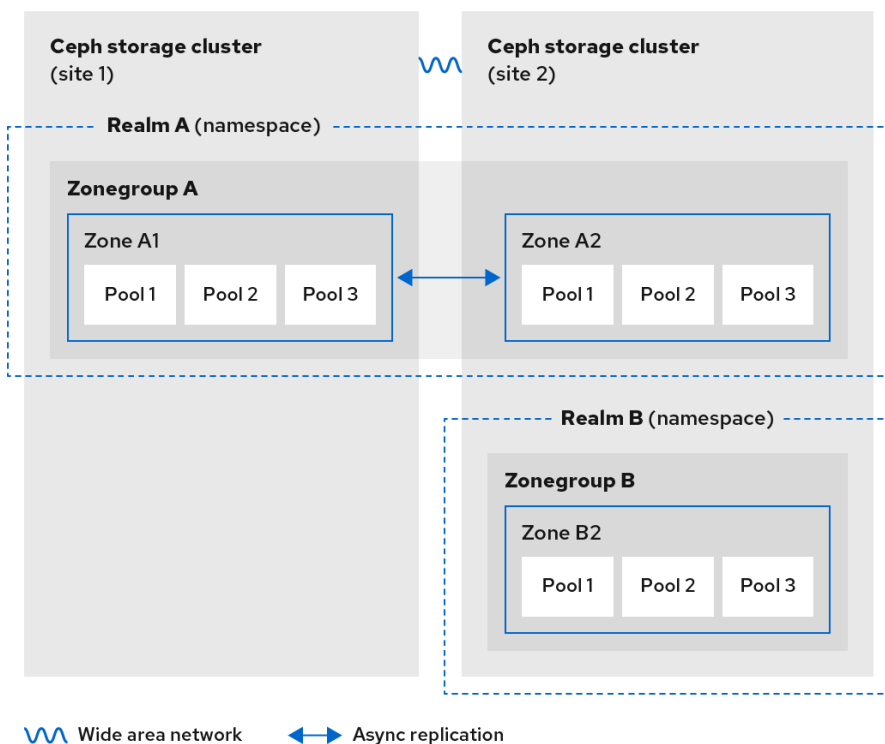 Ceph storage cluster
(site 1)
Ceph storage cluster
(site 2)
Realm A (namespace)
Zonegroup A
Zone A1
Pool 1
Pool 2
Pool 3
Zone A2
Pool 1
Pool 2
Pool 3
Realm B (namespace)
Zonegroup B
Zone B2
Pool 1
Pool 2
Pool 3
Wide area network
Async replication